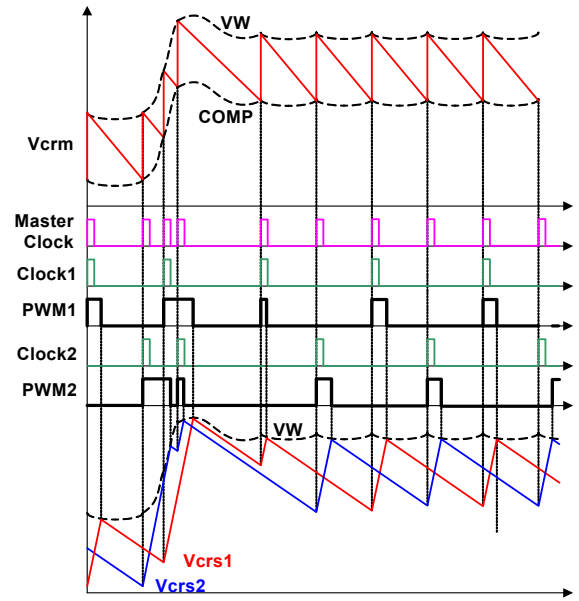 VW
COMP
Vcrm
Master
Clock
Clock1
PWM1
Clock2
PWM2
VW
Vcrs1
Vcrs2